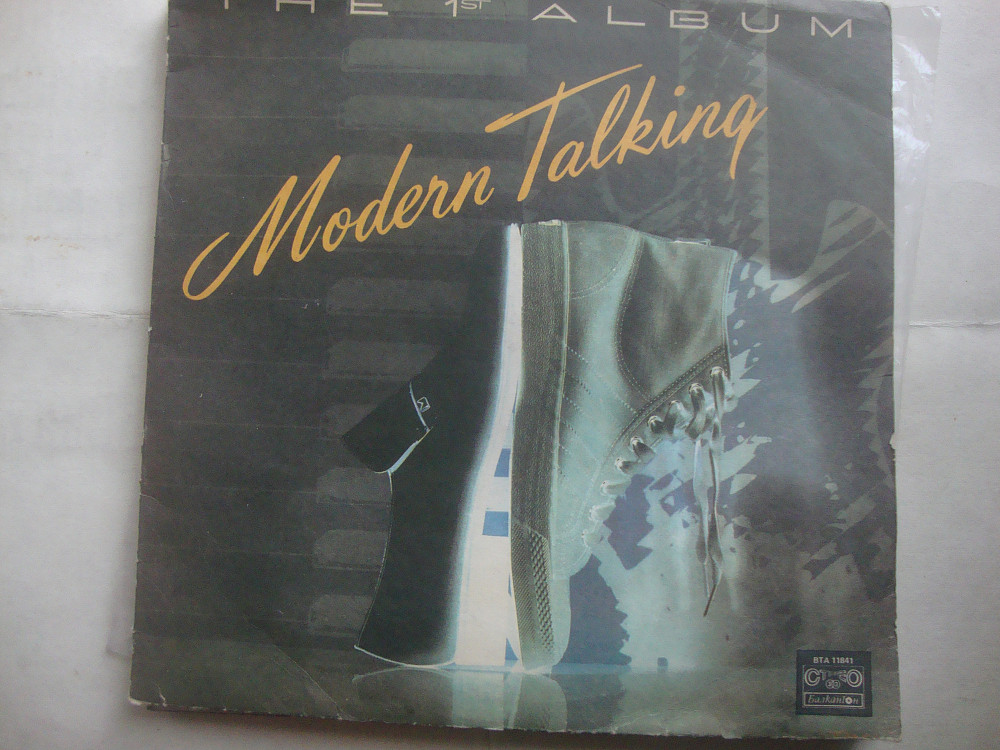 THE 1ST ALBUM
Modern Talking
ВТА 11841
СТЕРЕО
Балкантон